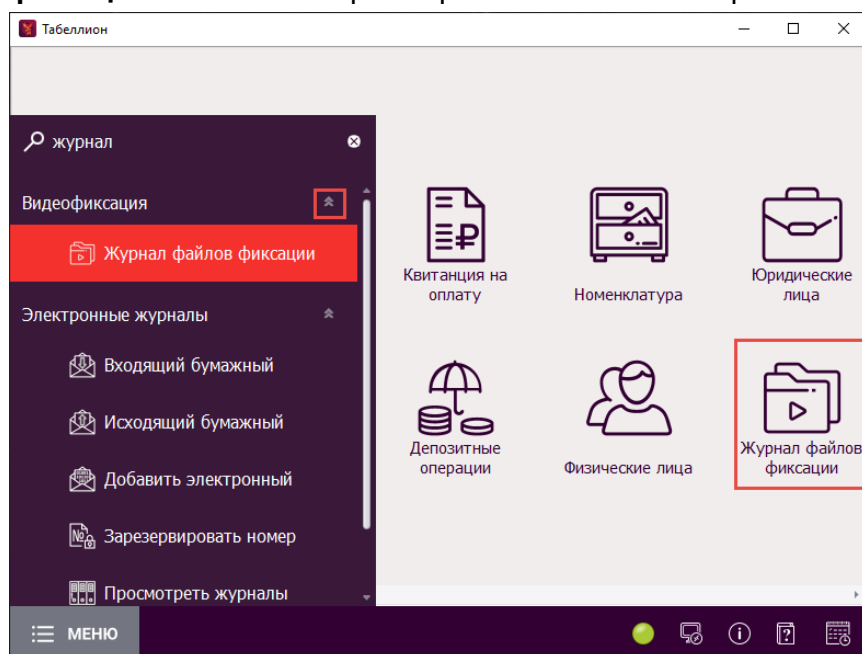 Табеллион
журнал
Видеофиксация
Журнал файлов фиксации
Электронные журналы
Входящий бумажный
Исходящий бумажный
Добавить электронный
Зарезервировать номер
Просмотреть журналы
Квитанция на
оплату
Номенклатура
Юридические
лица
Депозитные
операции
Физические лица
Журнал файлов
фиксации
МЕНЮ